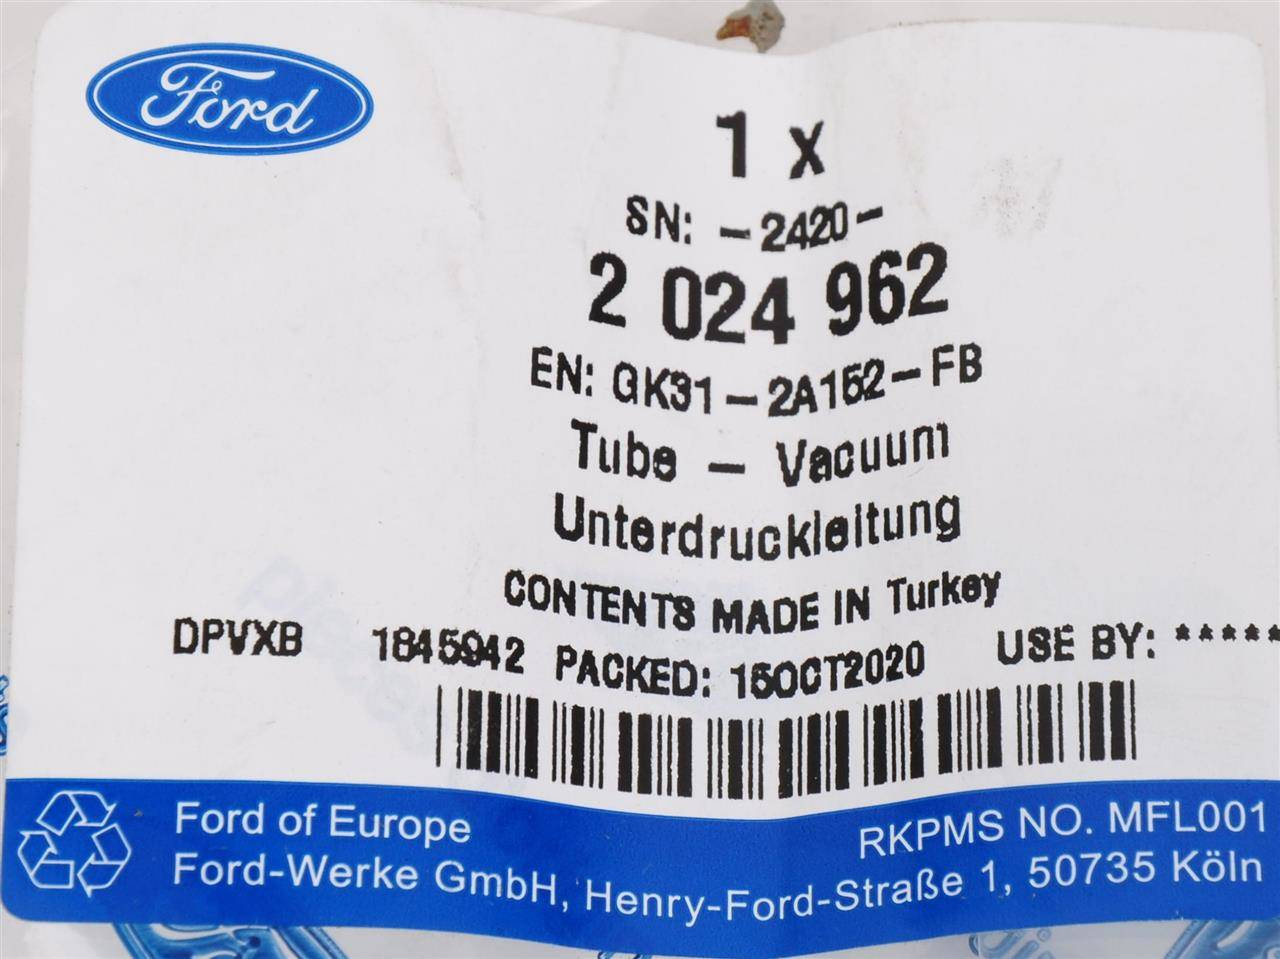 Ford
1 x
SN: -2420-
2 024 962
EN: GK31-2A152-FB
Tube - Vacuum
Unterdruckleitung
CONTENTS MADE IN Turkey
DPVXB 1845942 PACKED: 15OCT2020 USE BY: *****
Ford of Europe
RKPMS NO. MFL001
Ford-Werke GmbH, Henry-Ford-Straße 1, 50735 Köln
pieces